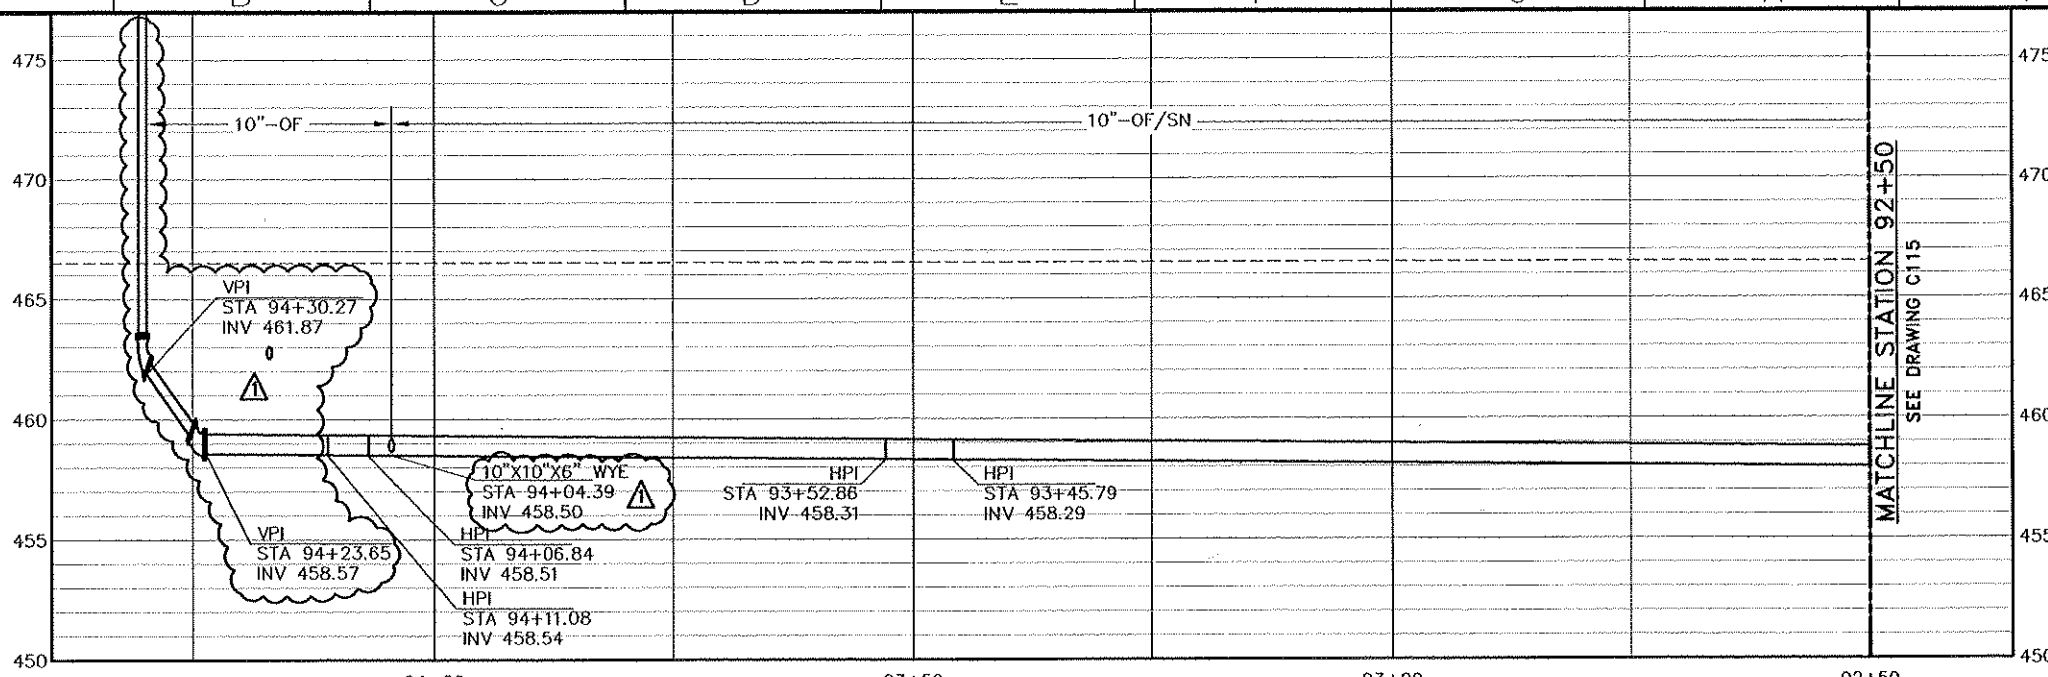 475
475
10"-OF
10"-OF/SN
470
470
465
465
460
460
455
455
450
450
VPI
STA 94+30.27
INV 461.87
1
10"X10"X6" WYE
STA 94+04.39
INV 458.50
1
HPI
STA 93+52.86
INV 458.31
HPI
STA 93+45.79
INV 458.29
VPI
STA 94+23.65
INV 458.57
HPI
STA 94+06.84
INV 458.51
HPI
STA 94+11.08
INV 458.54
MATCHLINE STATION 92+50
SEE DRAWING C115